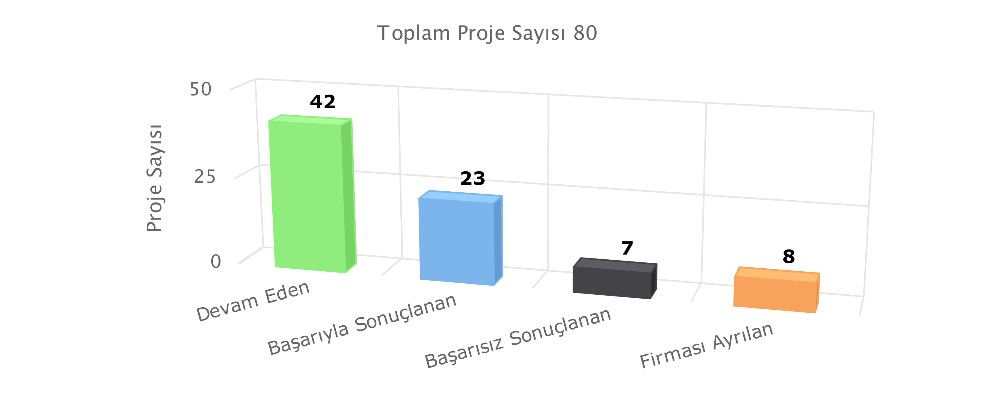 Toplam Proje Sayısı 80
Proje Sayısı
50
25
0
42
23
7
8
Devam Eden
Başarıyla Sonuçlanan
Başarısız Sonuçlanan
Firması Ayrılan